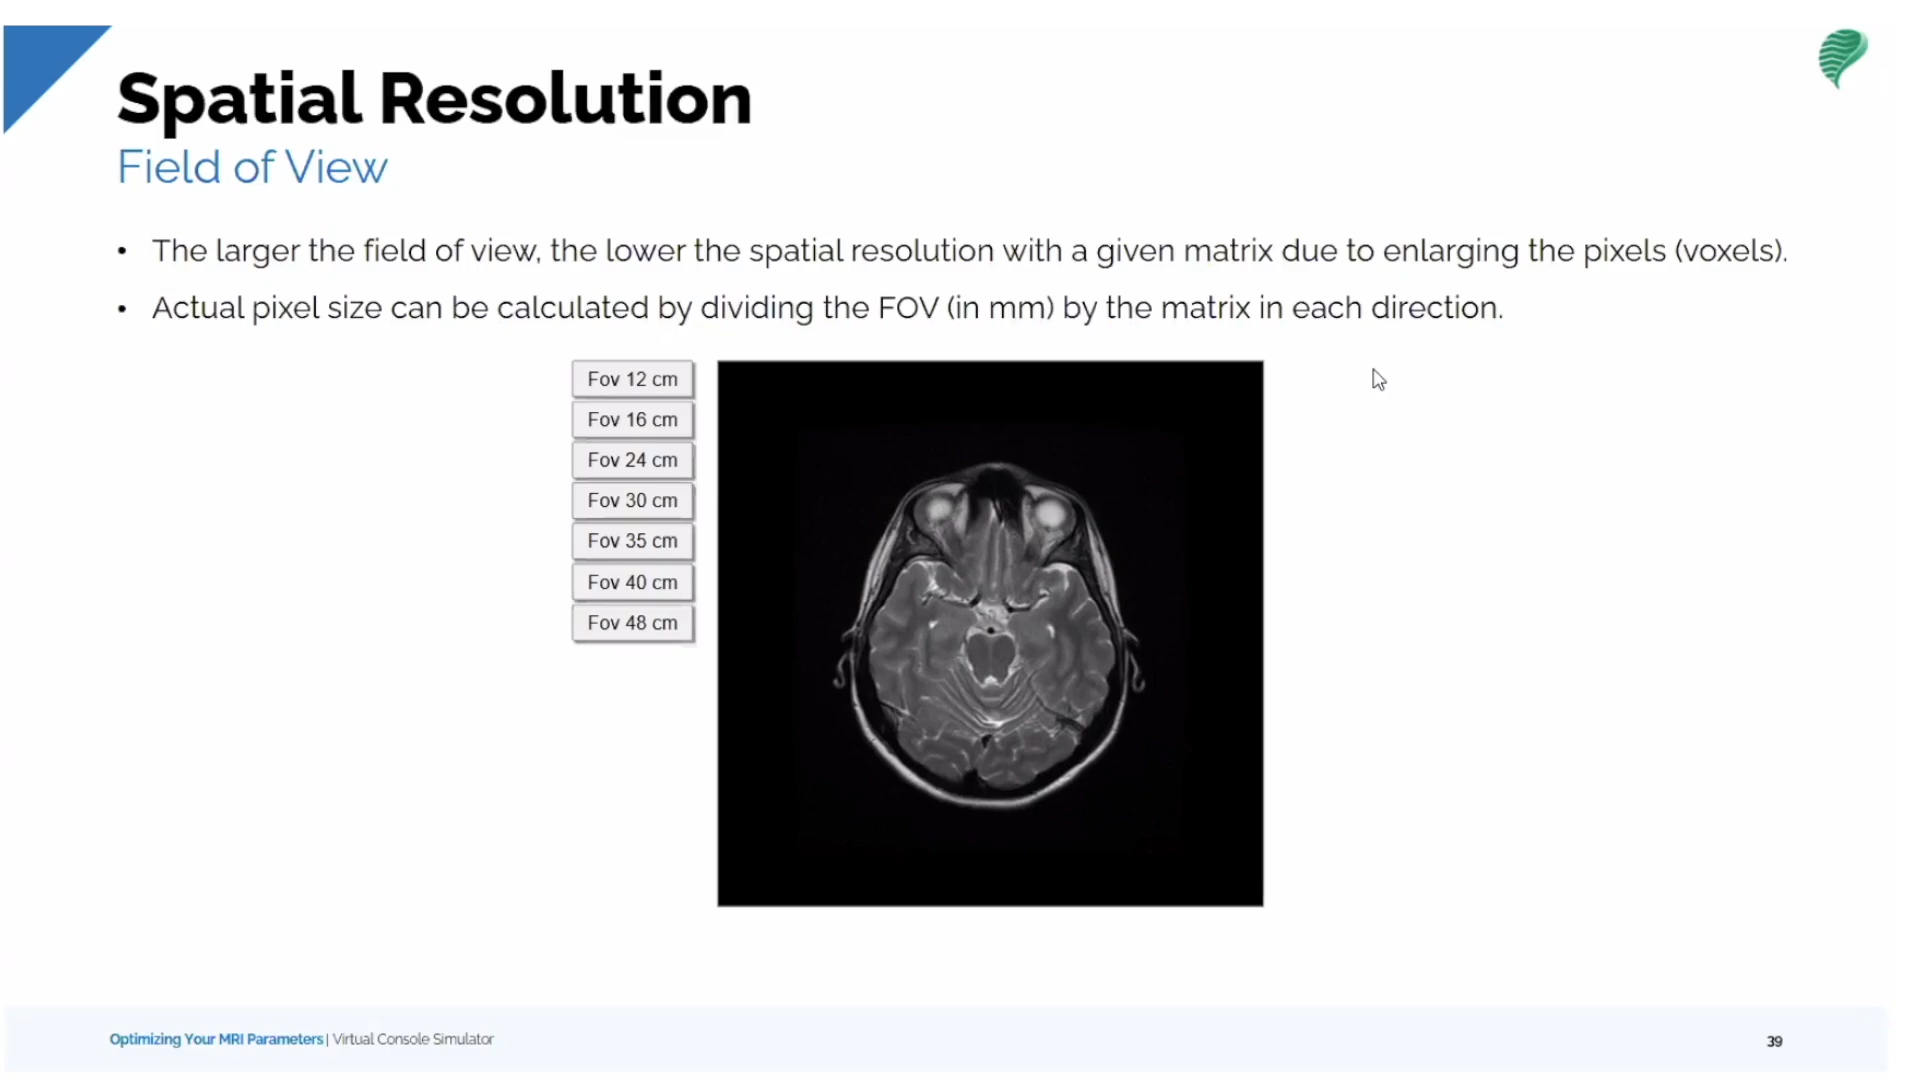 Spatial Resolution
Field of View
• The larger the field of view, the lower the spatial resolution with a given matrix due to enlarging the pixels (voxels).
• Actual pixel size can be calculated by dividing the FOV (in mm) by the matrix in each direction.
Fov 12 cm
Fov 16 cm
Fov 24 cm
Fov 30 cm
Fov 35 cm
Fov 40 cm
Fov 48 cm
Optimizing Your MRI Parameters | Virtual Console Simulator
39